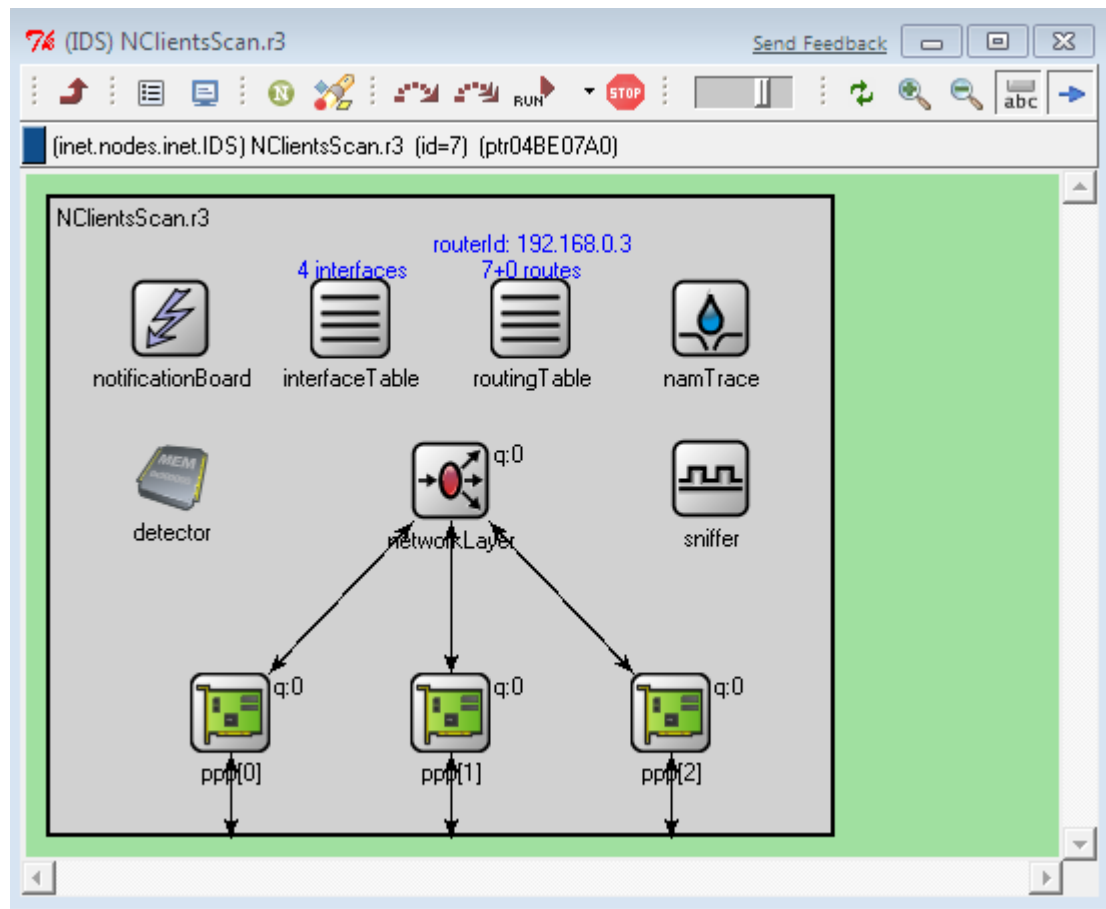 (IDS) NClientsScan.r3
Send Feedback
RUN
STOP
abc
(inet.nodes.inet.IDS) NClientsScan.r3 (id=7) (ptr04BE07A0)
NClientsScan.r3
routerId: 192.168.0.3
4 interfaces
7+0 routes
notificationBoard
interfaceTable
routingTable
namTrace
MEM
detector
q:0
networkLayer
sniffer
q:0
q:0
q:0
ppp[0]
ppp[1]
ppp[2]